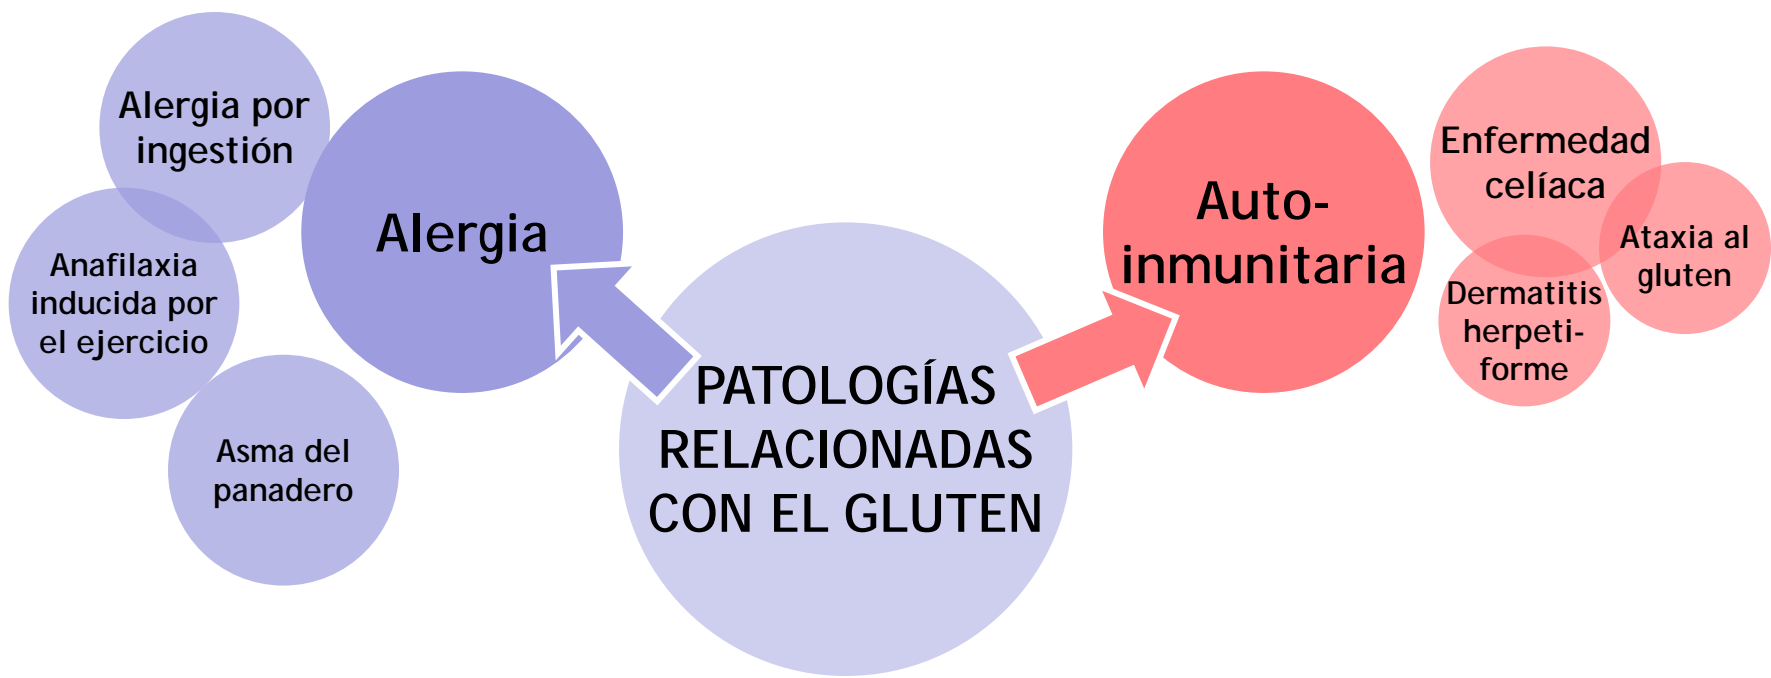 Alergia por
ingestión
Anafilaxia
inducida por
el ejercicio
Asma del
panadero
Alergia
PATOLOGÍAS
RELACIONADAS
CON EL GLUTEN
Auto-
inmunitaria
Enfermedad
celíaca
Ataxia al
gluten
Dermatitis
herpeti-
forme